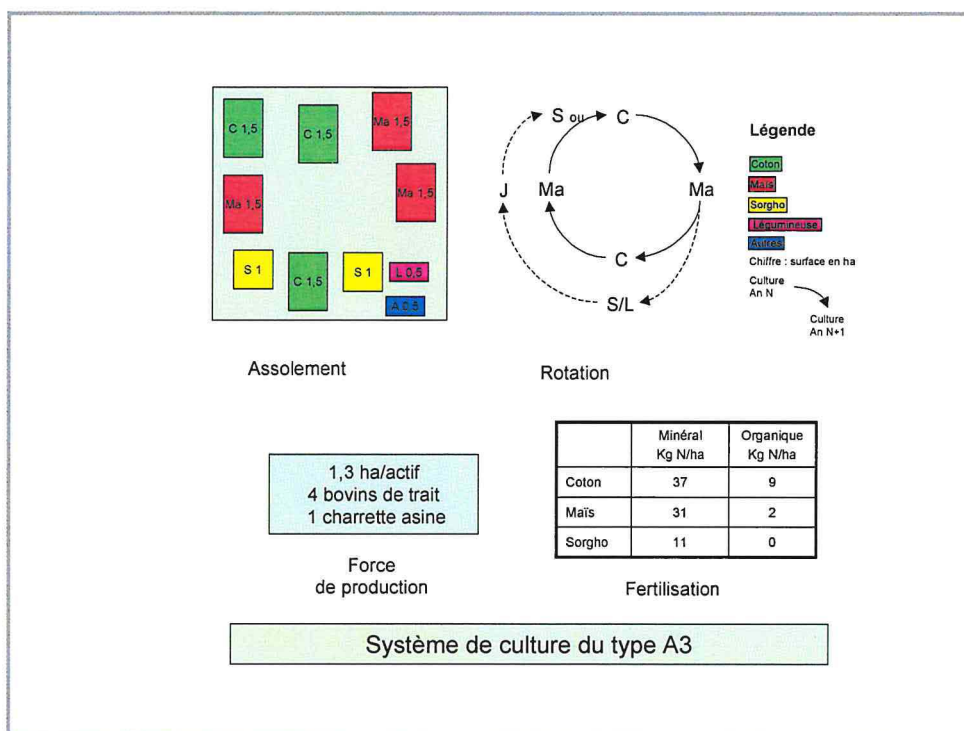 C 1,5
C 1,5
Ma 1,5
Ma 1,5
Ma 1,5
S 1
C 1,5
S 1
L 0,5
A 0,5
Assolement
S ou C
J Ma Ma
C
S/L
Rotation
Légende
Coton
Maïs
Sorgho
Légumineuse
Autres
Chiffre : surface en ha
Culture
An N
Culture
An N+1
1,3 ha/actif
4 bovins de trait
1 charrette asine
Force
de production
Minéral Organique
Kg N/ha Kg N/ha
Coton 37 9
Maïs 31 2
Sorgho 11 0
Fertilisation
Système de culture du type A3